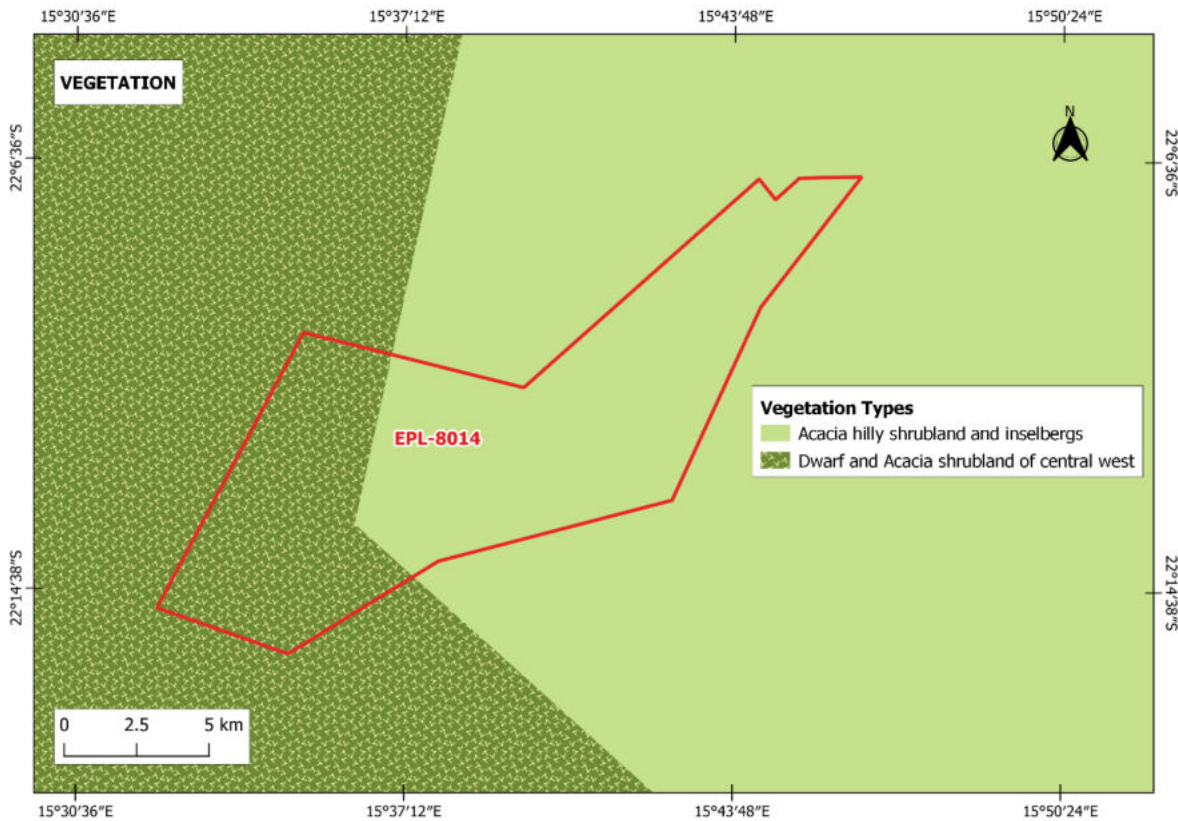 15°30′36″E 15°37′12″E 15°43′48″E 15°50′24″E
VEGETATION
N
22°6′36″S
22°6′36″S
Vegetation Types
Acacia hilly shrubland and inselbergs
Dwarf and Acacia shrubland of central west
EPL-8014
22°14′38″S
22°14′38″S
0 2.5 5 km
15°30′36″E 15°37′12″E 15°43′48″E 15°50′24″E